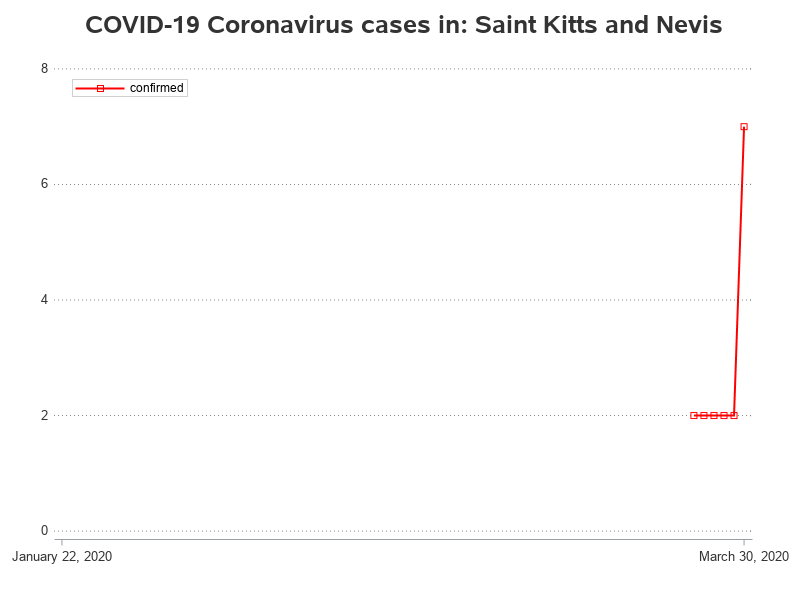 COVID-19 Coronavirus cases in: Saint Kitts and Nevis
8
confirmed
6
4
2
0
January 22, 2020
March 30, 2020